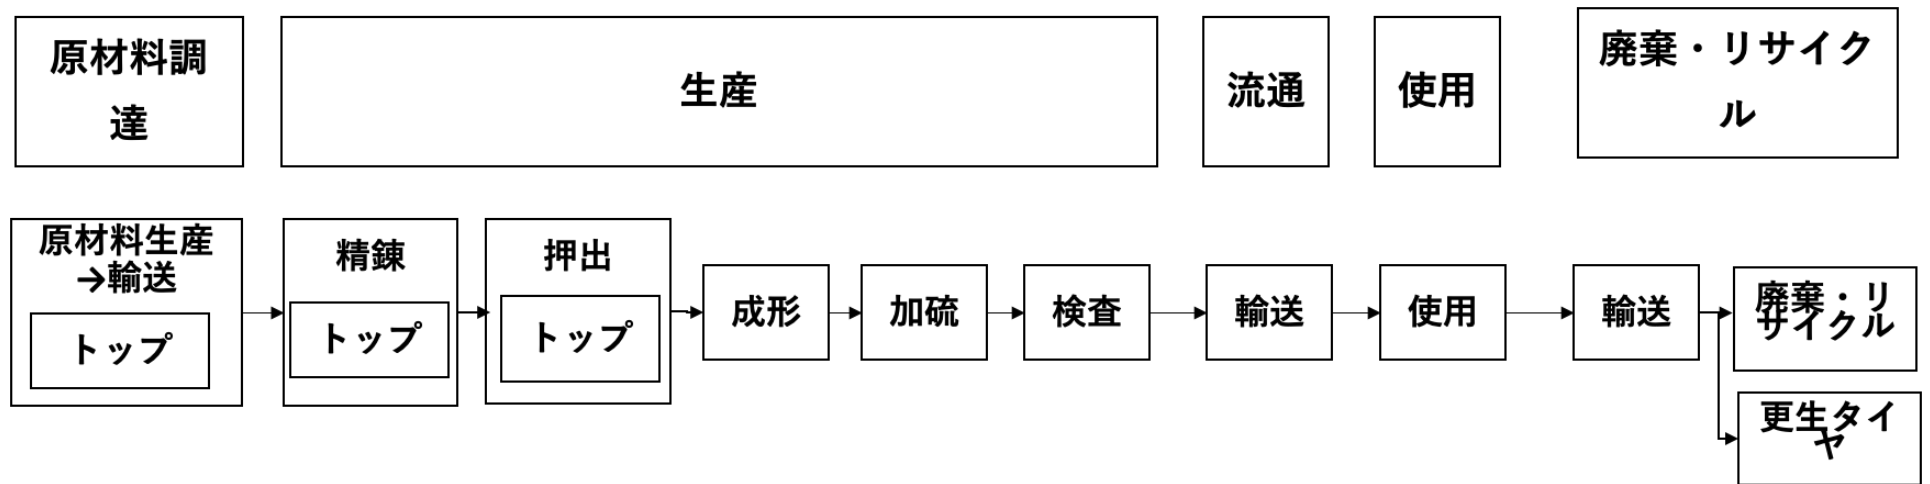 原材料調
達
生産
流通
使用
廃棄・リサイク
ル
原材料生産
→輸送
トップ
精錬
トップ
押出
トップ
成形
加硫
検査
輸送
使用
輸送
廃棄・リ
サイクル
更生タイ
ヤ